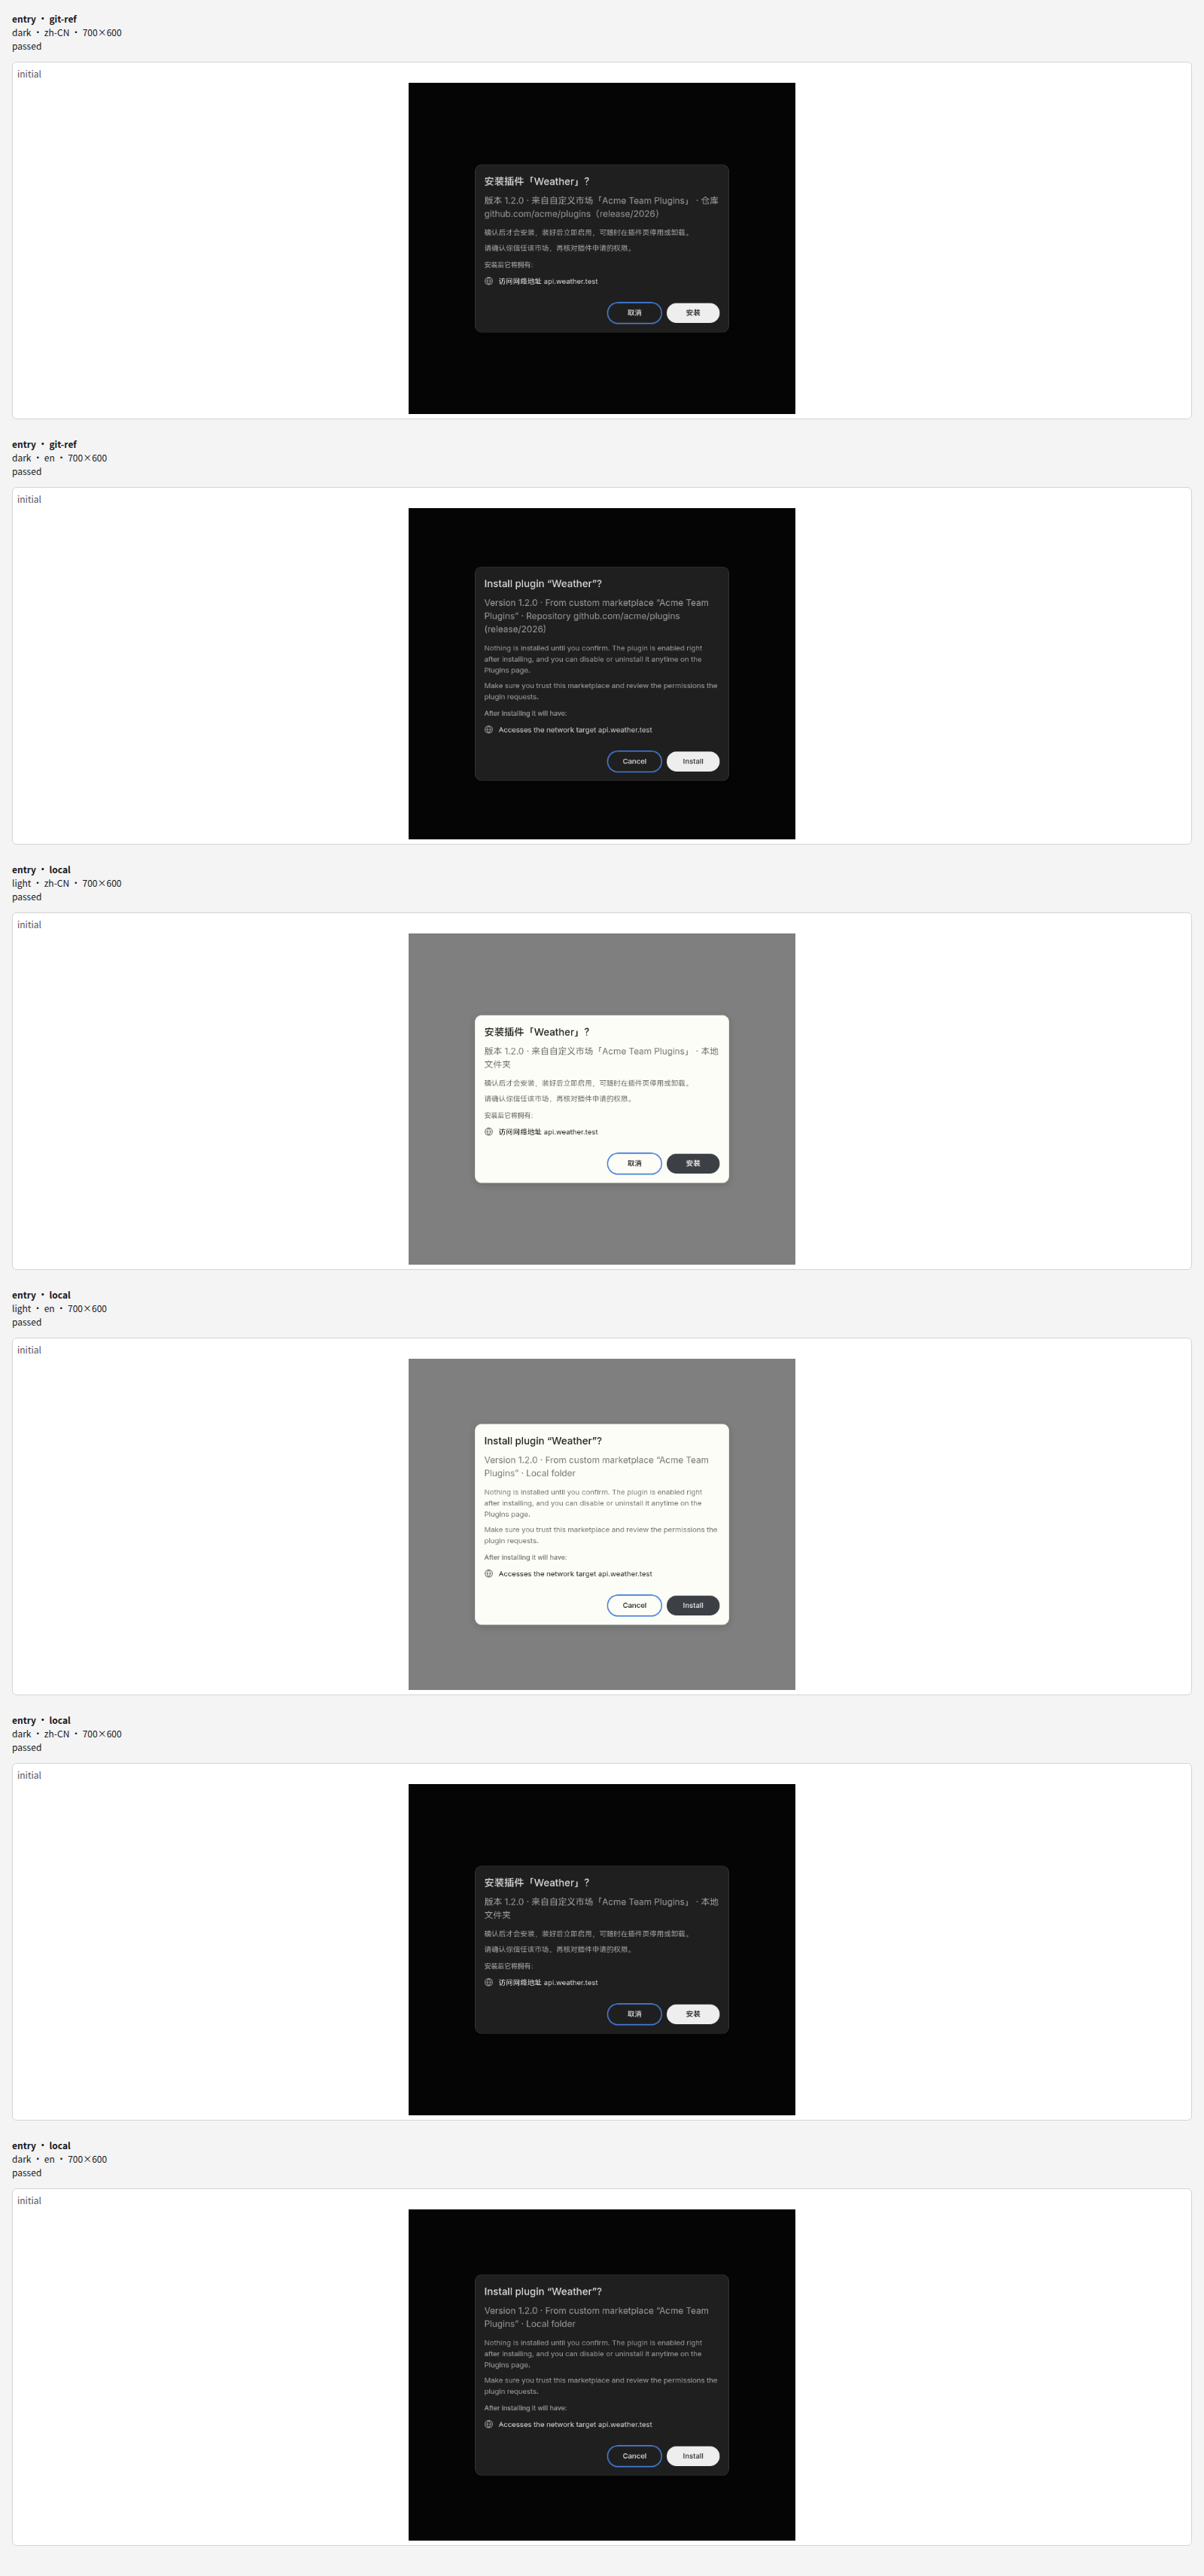 entry • git-ref
dark • zh-CN • 700×600
passed
initial
安装插件「Weather」?
版本 1.2.0 · 来自自定义市场「Acme Team Plugins」 · 仓库
github.com/acme/plugins（release/2026）
确认后才会安装，装好后立即启用，可随时在插件页停用或卸载。
请确认你信任该市场，再核对插件申请的权限。
安装后它将拥有:
访问网络地址 api.weather.test
取消 安装
entry • git-ref
dark • en • 700×600
passed
initial
Install plugin “Weather”?
Version 1.2.0 · From custom marketplace “Acme Team
Plugins” · Repository github.com/acme/plugins
(release/2026)
Nothing is installed until you confirm. The plugin is enabled right
after installing, and you can disable or uninstall it anytime on the
Plugins page.
Make sure you trust this marketplace and review the permissions the
plugin requests.
After installing it will have:
Accesses the network target api.weather.test
Cancel Install
entry • local
light • zh-CN • 700×600
passed
initial
安装插件「Weather」?
版本 1.2.0 · 来自自定义市场「Acme Team Plugins」 · 本地
文件夹
确认后才会安装，装好后立即启用，可随时在插件页停用或卸载。
请确认你信任该市场，再核对插件申请的权限。
安装后它将拥有:
访问网络地址 api.weather.test
取消 安装
entry • local
light • en • 700×600
passed
initial
Install plugin “Weather”?
Version 1.2.0 · From custom marketplace “Acme Team
Plugins” · Local folder
Nothing is installed until you confirm. The plugin is enabled right
after installing, and you can disable or uninstall it anytime on the
Plugins page.
Make sure you trust this marketplace and review the permissions the
plugin requests.
After installing it will have:
Accesses the network target api.weather.test
Cancel Install
entry • local
dark • zh-CN • 700×600
passed
initial
安装插件「Weather」?
版本 1.2.0 · 来自自定义市场「Acme Team Plugins」 · 本地
文件夹
确认后才会安装，装好后立即启用，可随时在插件页停用或卸载。
请确认你信任该市场，再核对插件申请的权限。
安装后它将拥有:
访问网络地址 api.weather.test
取消 安装
entry • local
dark • en • 700×600
passed
initial
Install plugin “Weather”?
Version 1.2.0 · From custom marketplace “Acme Team
Plugins” · Local folder
Nothing is installed until you confirm. The plugin is enabled right
after installing, and you can disable or uninstall it anytime on the
Plugins page.
Make sure you trust this marketplace and review the permissions the
plugin requests.
After installing it will have:
Accesses the network target api.weather.test
Cancel Install